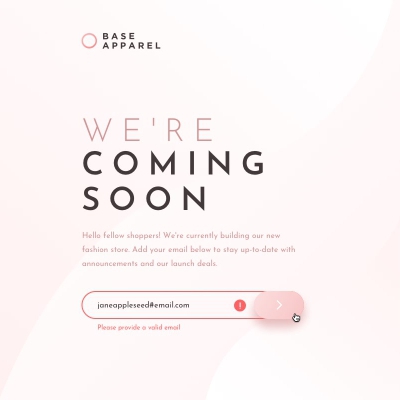 BASE
APPAREL
WE'RE
COMING
SOON
Hello fellow shoppers! We're currently building our new
fashion store. Add your email below to stay up-to-date with
announcements and our launch deals.
janeappleseed#email.com
Please provide a valid email